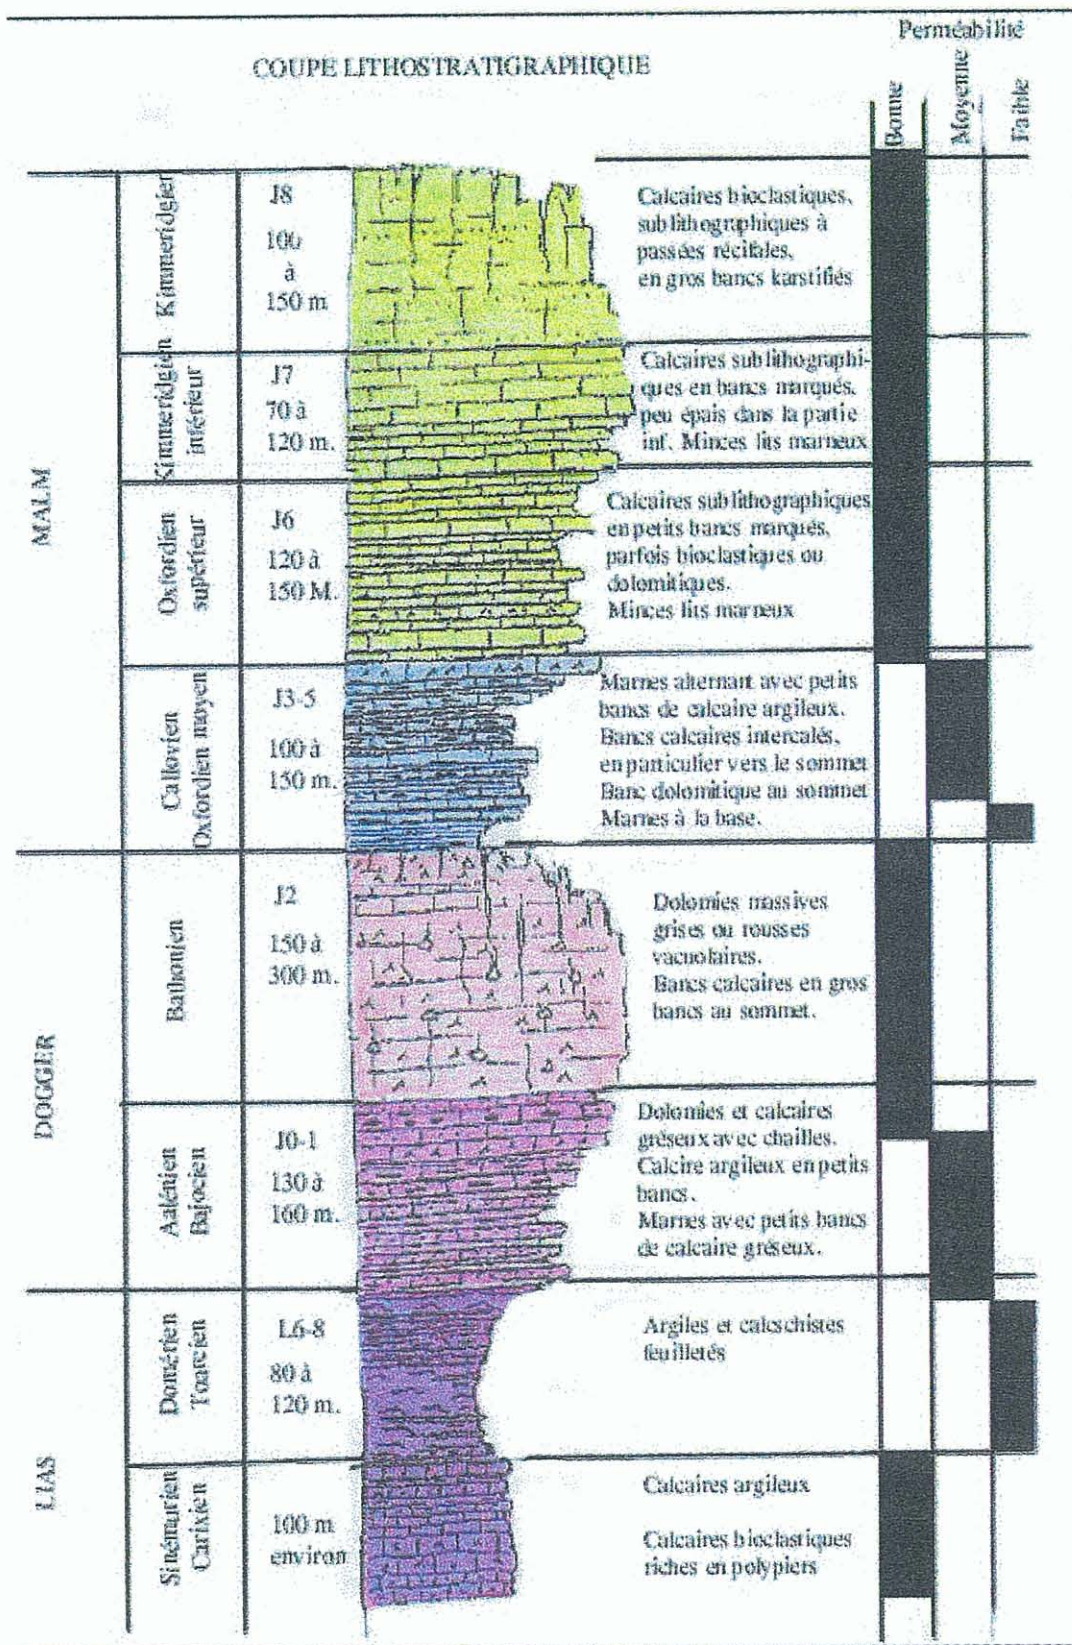 Perméabilité
COUPE LITHOSTRATIGRAPHIQUE
Bonne
Moyenne
Faible
MALM
Kimmeridgien
J8
100
à
150 m
Calcaires bioclastiques,
sublithographiques à
passées récifales,
en gros bancs karstifiés
Kimmeridgien
inférieur
J7
70 à
120 m.
Calcaires sublithographi-
ques en bancs marqués,
peu épais dans la partie
inf. Minces lits marneux
Oxfordien
supérieur
J6
120 à
150 M.
Calcaires sublithographiques
en petits bancs marqués,
parfois bioclastiques ou
dolomitiques.
Minces lits marneux
Callovien
Oxfordien moyen
J3-5
100 à
150 m.
Marnes alternant avec petits
bancs de calcaire argileux.
Bancs calcaires intercalés,
en particulier vers le sommet
Banc dolomitique au sommet
Marnes à la base.
DOGGER
Bathonien
J2
150 à
300 m.
Dolomies massives
grises ou rousses
vacuolaires.
Bancs calcaires en gros
bancs au sommet.
Aalénien
Bajocien
J0-1
130 à
160 m.
Dolomies et calcaires
gréseux avec chailles.
Calcire argileux en petits
bancs.
Marnes avec petits bancs
de calcaire gréseux.
LIAS
Domérien
Toarcien
L6-8
80 à
120 m.
Argiles et calcschistes
feuilletés
Sinémurien
Carixien
100 m
environ
Calcaires argileux
Calcaires bioclastiques
riches en polypiers